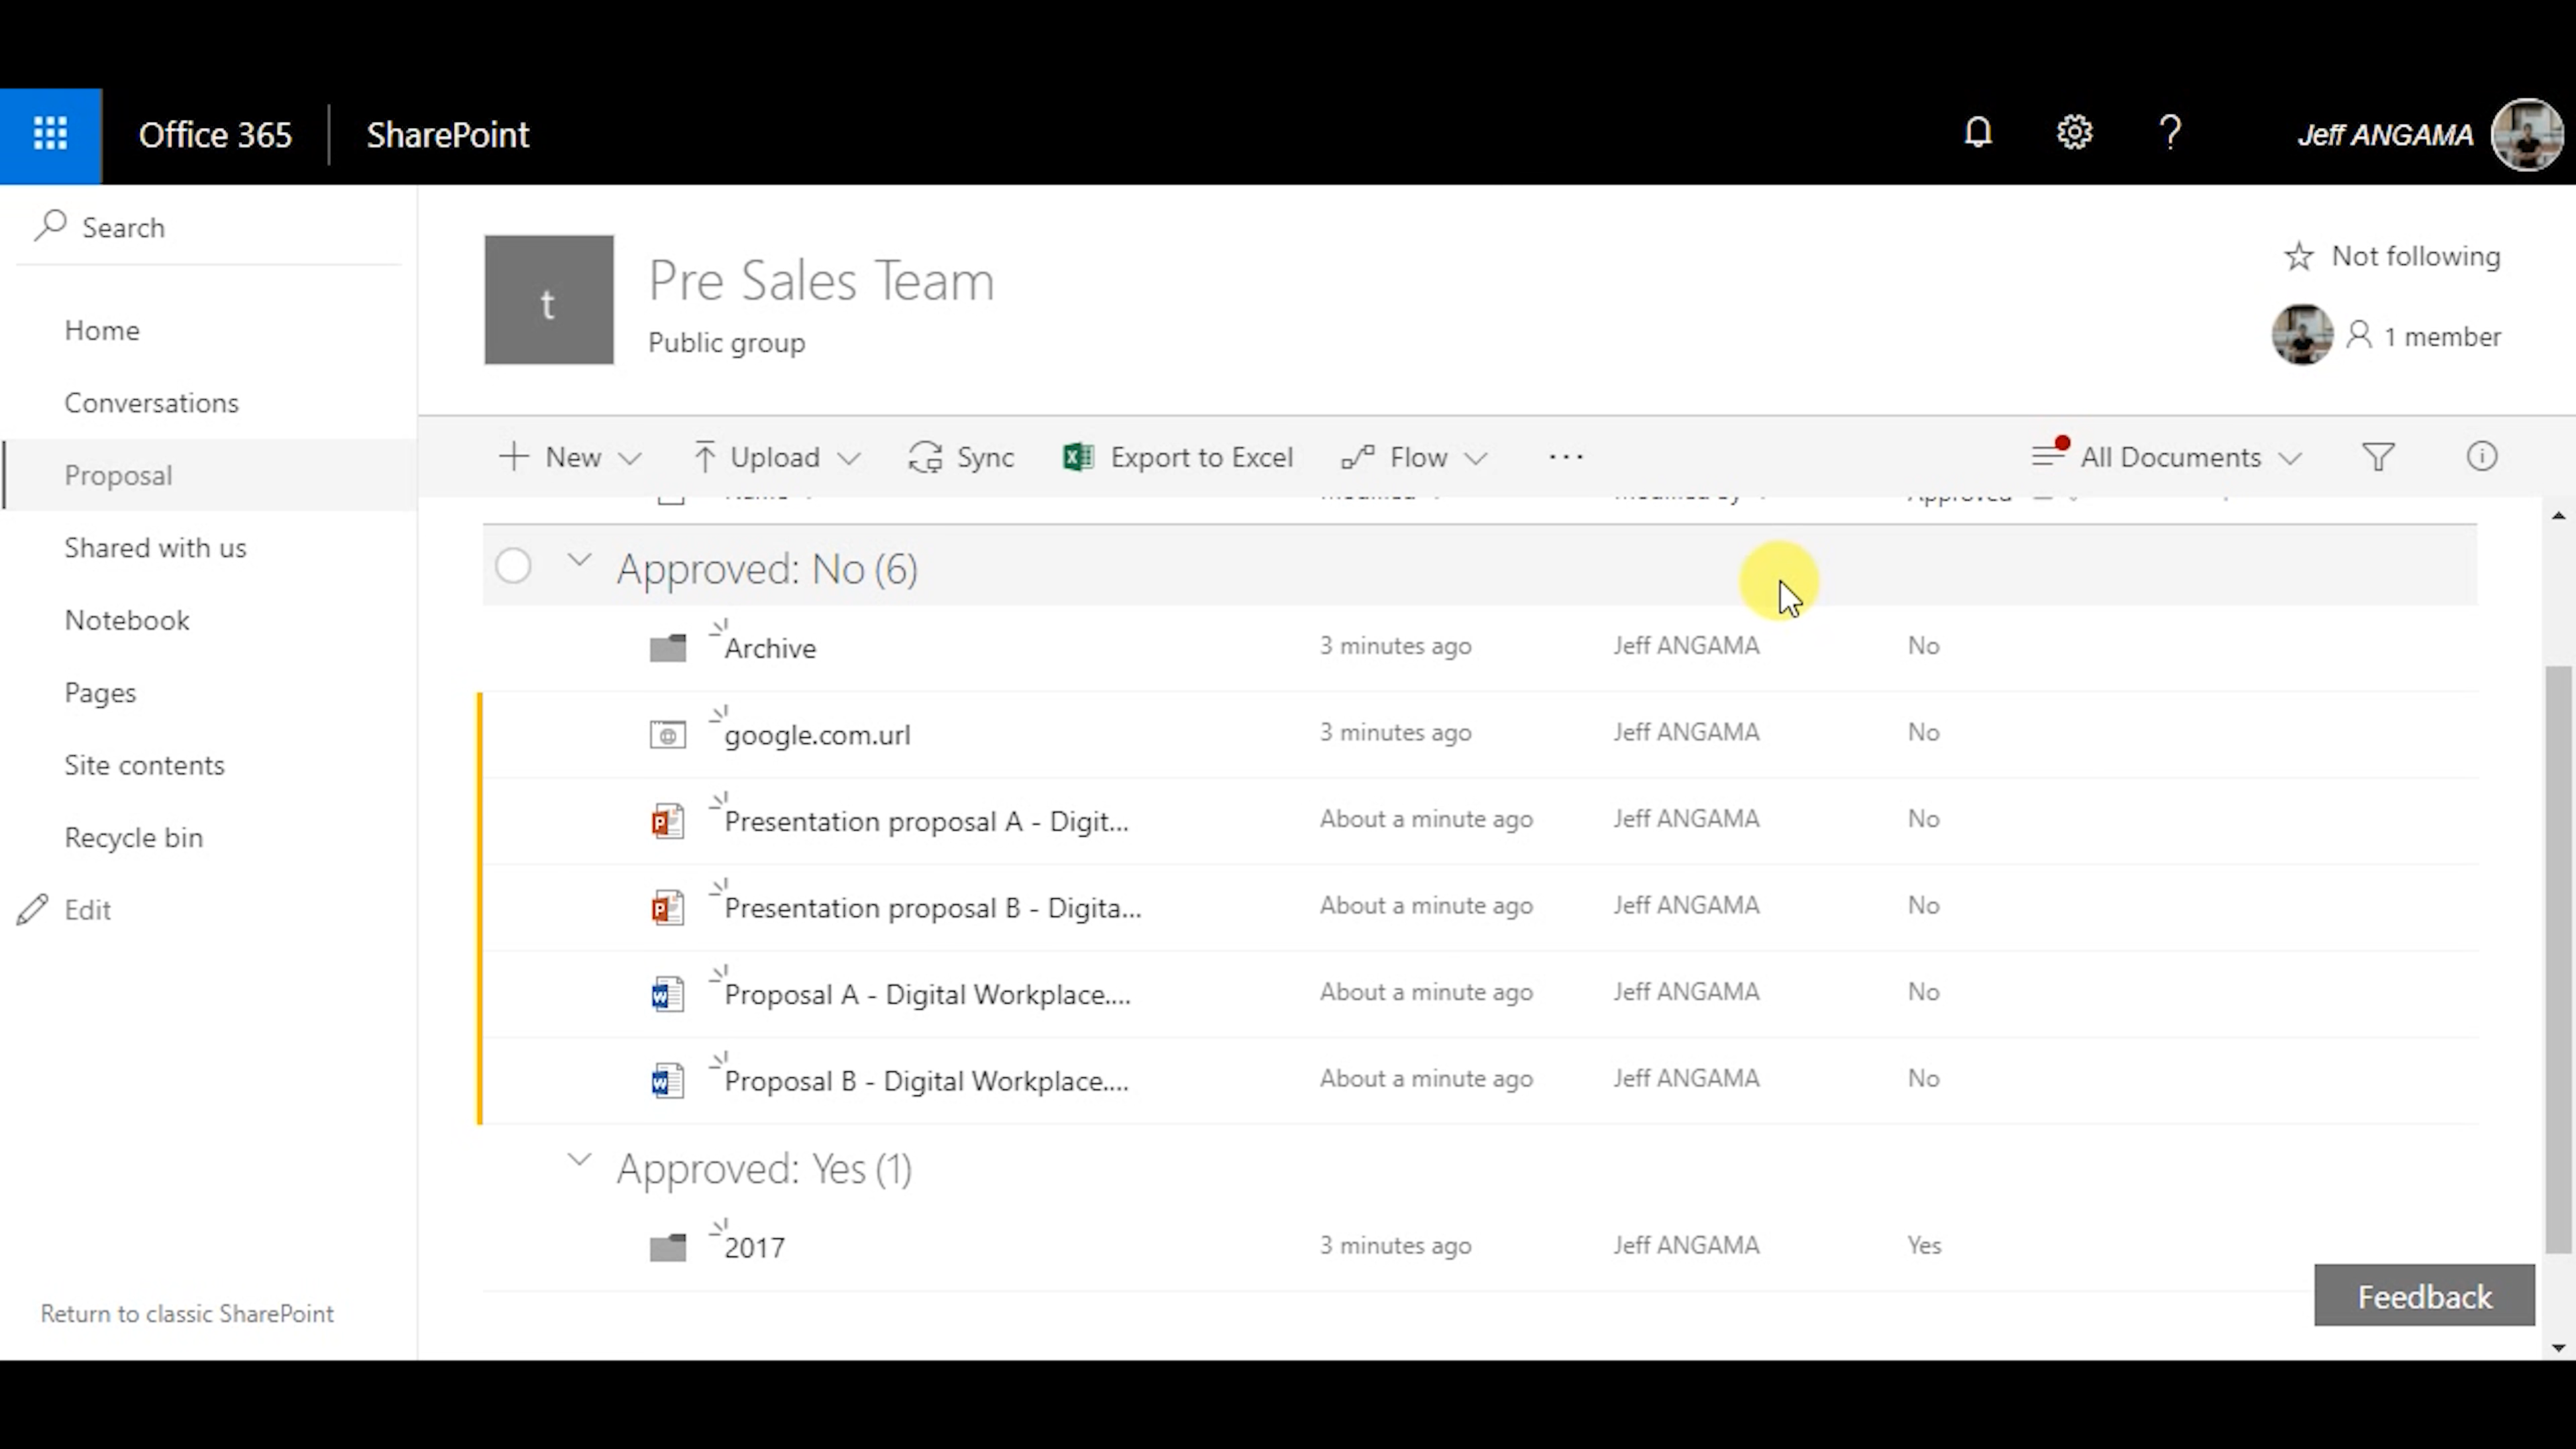 Office 365 SharePoint Jeff ANGAMA
Search
Home
Conversations
Proposal
Shared with us
Notebook
Pages
Site contents
Recycle bin
Edit
Return to classic SharePoint
t
Pre Sales Team
Public group
Not following
1 member
New Upload Sync Export to Excel Flow ... All Documents
Name Modified Modified By Approved
Approved: No (6)
Archive 3 minutes ago Jeff ANGAMA No
google.com.url 3 minutes ago Jeff ANGAMA No
Presentation proposal A - Digit... About a minute ago Jeff ANGAMA No
Presentation proposal B - Digita... About a minute ago Jeff ANGAMA No
Proposal A - Digital Workplace.... About a minute ago Jeff ANGAMA No
Proposal B - Digital Workplace.... About a minute ago Jeff ANGAMA No
Approved: Yes (1)
2017 3 minutes ago Jeff ANGAMA Yes
Feedback